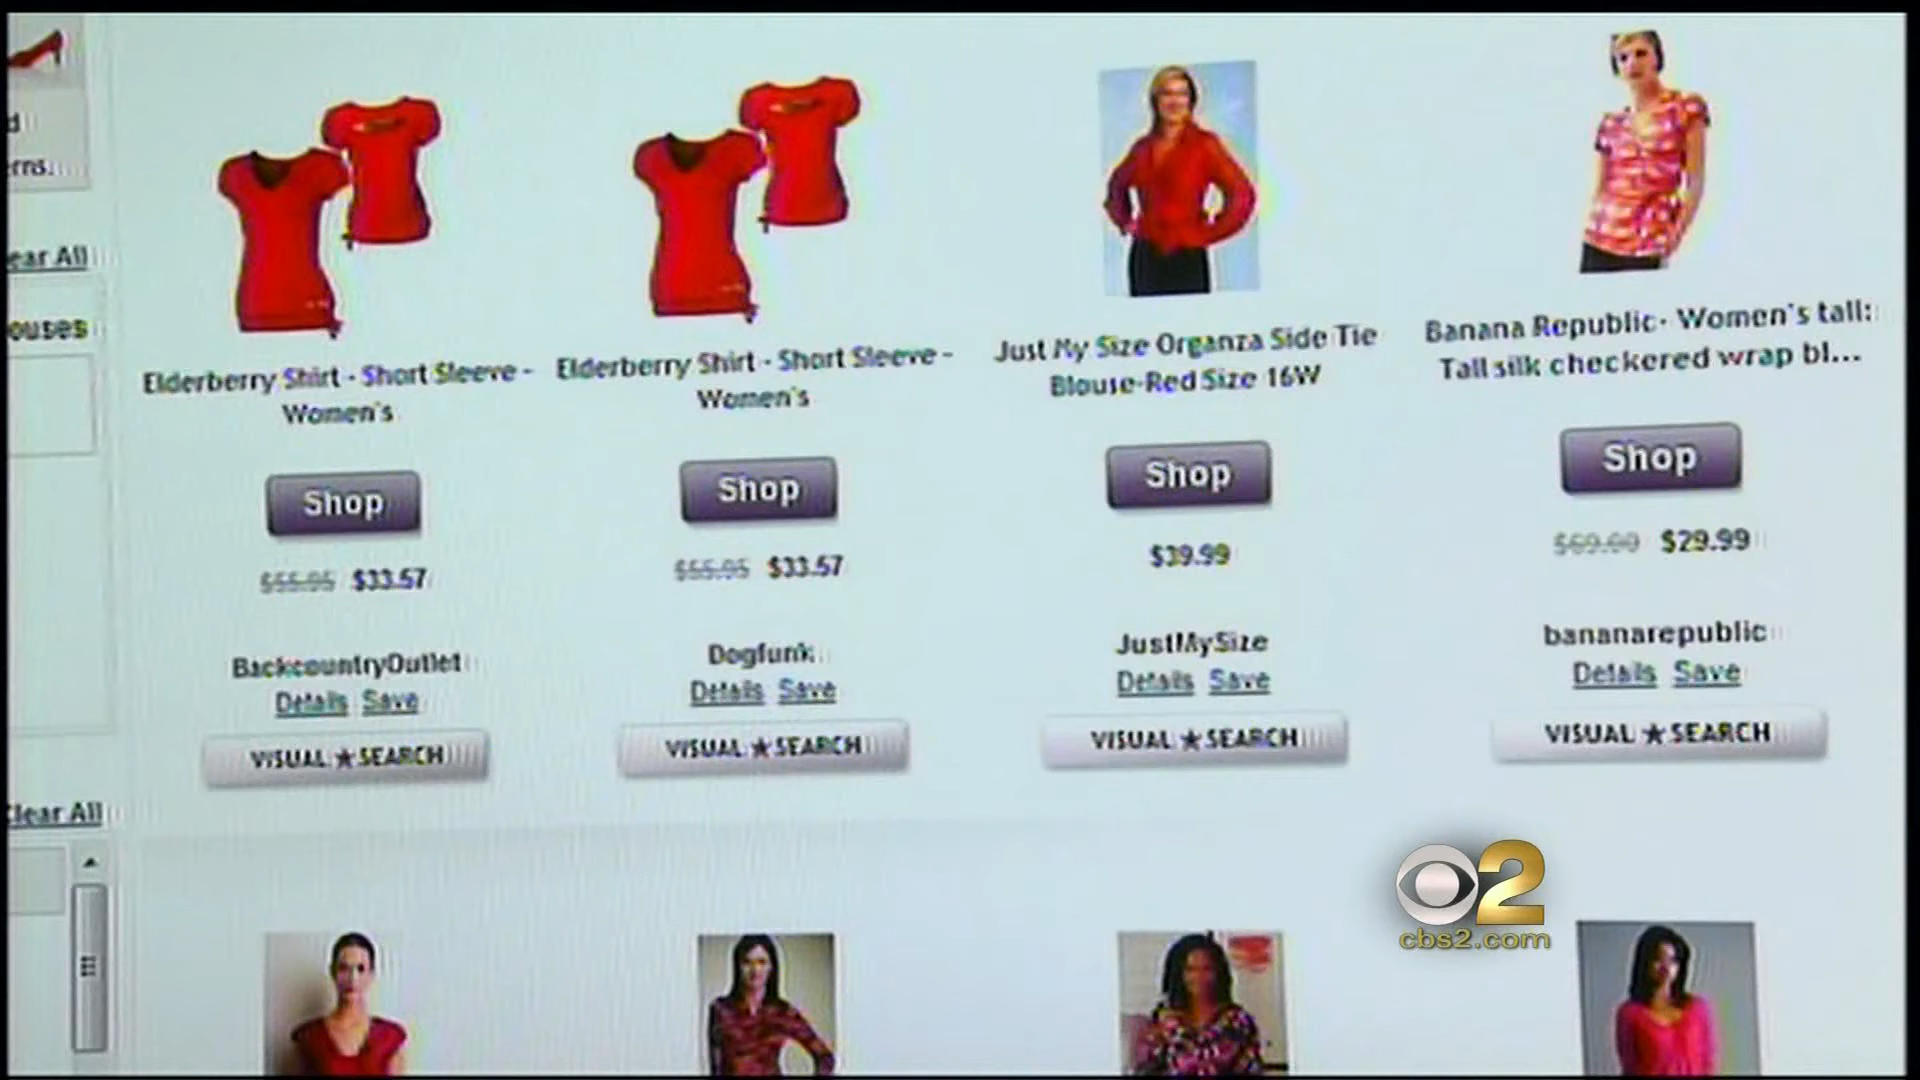 Elderberry Shirt - Short Sleeve -
Women's
Shop
$55.95 $33.57
BackcountryOutlet
Details Save
VISUAL ★ SEARCH
Elderberry Shirt - Short Sleeve -
Women's
Shop
$55.95 $33.57
Dogfunk
Details Save
VISUAL ★ SEARCH
Just My Size Organza Side Tie
Blouse-Red Size 16W
Shop
$39.99
JustMySize
Details Save
VISUAL ★ SEARCH
Banana Republic- Women's tall:
Tall silk checkered wrap bl...
Shop
$69.00 $29.99
bananarepublic
Details Save
VISUAL ★ SEARCH
Clear All
2
cbs2.com